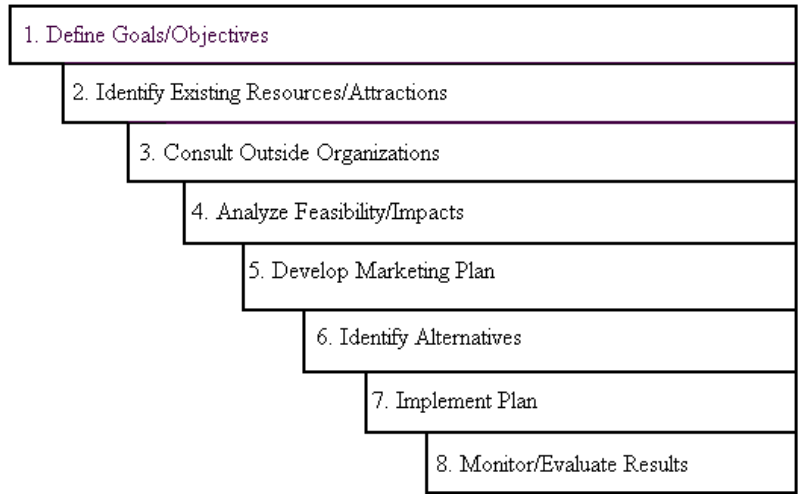 1. Define Goals/Objectives
2. Identify Existing Resources/Attractions
3. Consult Outside Organizations
4. Analyze Feasibility/Impacts
5. Develop Marketing Plan
6. Identify Alternatives
7. Implement Plan
8. Monitor/Evaluate Results